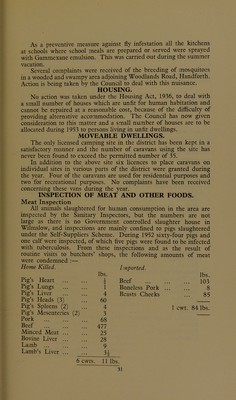 As a preventive measure against fly infestation all the kitchens
at schools where school meals are prepared or served were sprayed
with Gammexane emulsion. This was carried out during the summer
vacation.
Several complaints were received of the breeding of mosquitoes
in a wooded and swampy area adjoining Woodlands Road, Handforth.
Action is being taken by the Council to deal with this nuisance.
HOUSING.
No action was taken under the Housing Act, 1936, to deal with
a small number of houses which are unfit for human habitation and
cannot be repaired at a reasonable cost, because of the difficulty of
providing alternative accommodation. The Council has now given
consideration to this matter and a small number of houses are to be
allocated during 1953 to persons living in unfit dwellings.
MOVEABLE DWELLINGS.
The only licensed camping site in the district has been kept in a
satisfactory manner and the number of caravans using the site has
never been found to exceed the permitted number of 35.
In addition to the above site six licences to place caravans on
individual sites in various parts of the district were granted during
the year. Four of the caravans are used for residential purposes and
two for recreational purposes. No complaints have been received
concerning these vans during the year.
INSPECTION OF MEAT AND OTHER FOODS.
Meat Inspection
All animals slaughtered for human consumption in the area are
inspected by the Sanitary Inspectors, but the numbers are not
large as there is no Government controlled slaughter house in
Wilmslow, and inspections are mainly confined to pigs slaughtered
under the Self-Suppliers Scheme. During 1952 sixty-four pigs and
one calf were inspected, of which five pigs were found to be infected
with tuberculosis. From these inspections and as the result of
routine visits to butchers' shops, the following amounts of meat
were condemned :—
Home Killed. Imported.
lbs. lbs.
Pig's Heart ... Beef ... 103
Pig's Lungs ... 1 Boneless Pork ... 8
Pig's Liver ... 4 Beasts Cheeks ... 85
Pig's Heads (3) ... 60
Pig's Spleens (2) ... 4 1 cwt. 84 lbs.
Pig's Mesenteries (2) 3
Pork ... 68
Beef ... 477
Minced Meat ... 25
Bovine Liver ... 28
Lamb ... 9
Lamb's Liver ... 3½
6 cwts. 11 lbs.
31